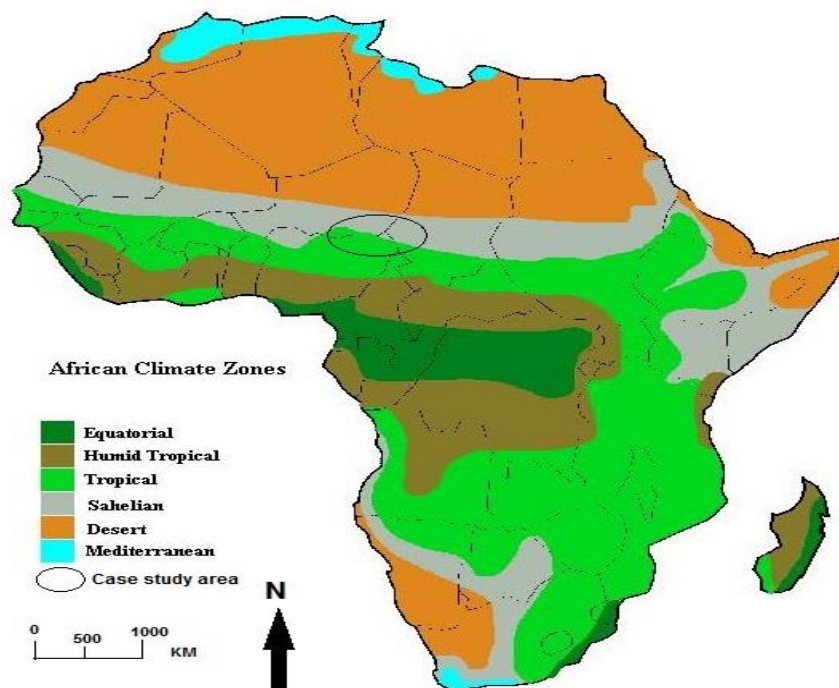 African Climate Zones
Equatorial
Humid Tropical
Tropical
Sahelian
Desert
Mediterranean
Case study area
N
0 500 1000
KM